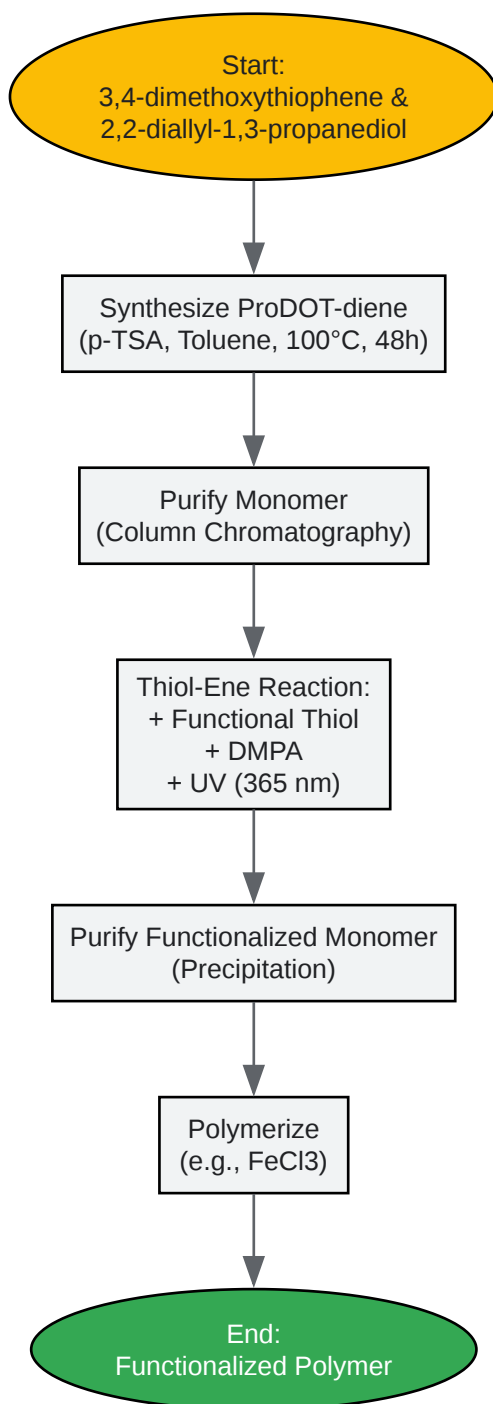 Start:
3,4-dimethoxythiophene &
2,2-diallyl-1,3-propanediol
Synthesize ProDOT-diene
(p-TSA, Toluene, 100°C, 48h)
Purify Monomer
(Column Chromatography)
Thiol-Ene Reaction:
+ Functional Thiol
+ DMPA
+ UV (365 nm)
Purify Functionalized Monomer
(Precipitation)
Polymerize
(e.g., FeCl3)
End:
Functionalized Polymer